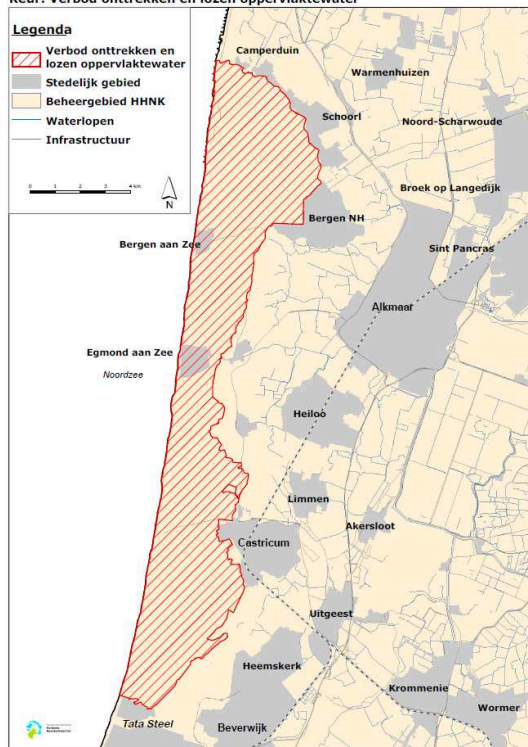 Keur: Verbod onttrekken en lozen oppervlaktewater
Legenda
Verbod onttrekken en
lozen oppervlaktewater
Stedelijk gebied
Beheergebied HHNK
Waterlopen
Infrastructuur
0 1 2 3 4 km
N
Camperduin
Warmenhuizen
Schoorl
Noord-Scharwoude
Broek op Langedijk
Bergen NH
Sint Pancras
Bergen aan Zee
Alkmaar
Egmond aan Zee
Noordzee
Heiloo
Limmen
Akersloot
Castricum
Uitgeest
Heemskerk
Krommenie
Wormer
Tata Steel
Beverwijk